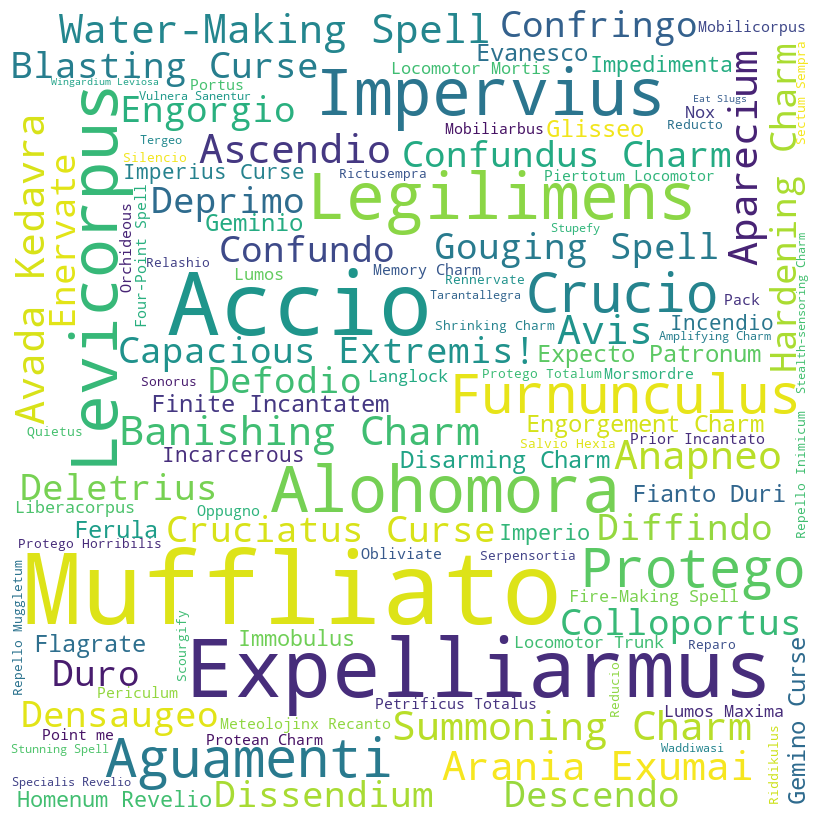 Water-Making Spell
Confringo
Mobilicorpus
Blasting Curse
Evanesco
Wingardium Leviosa
Portus
Locomotor Mortis
Impedimenta
Vulnera Sanentur
Impervius
Eat Slugs
Sectum Sempra
Engorgio
Nox
Mobiliarbus
Glisseo
Reducto
Levicorpus
Avada Kedavra
Enervate
Tergeo
Ascendio
Confundus Charm
Aparecium
Hardening Charm
Silencio
Imperius Curse
Rictusempra
Piertotum Locomotor
Orchideous
Four-Point Spell
Deprimo
Legilimens
Geminio
Stupefy
Confundo
Gouging Spell
Relashio
Lumos
Memory Charm
Rennervate
Stealth-sensoring Charm
Accio
Tarantallegra
Crucio
Pack
Shrinking Charm
Avis
Incendio
Amplifying Charm
Capacious Extremis!
Expecto Patronum
Sonorus
Defodio
Langlock
Protego Totalum
Morsmordre
Finite Incantatem
Furnunculus
Quietus
Banishing Charm
Engorgement Charm
Salvio Hexia
Prior Incantato
Repello Inimicum
Incarcerous
Disarming Charm
Anapneo
Deletrius
Alohomora
Fianto Duri
Liberacorpus
Oppugno
Ferula
Cruciatus Curse
Imperio
Diffindo
Protego Horribilis
Obliviate
Serpensortia
Muffliato
Protego
Repello Muggletum
Fire-Making Spell
Scourgify
Colloportus
Flagrate
Immobulus
Locomotor Trunk
Reparo
Gemino Curse
Duro
Expelliarmus
Reducio
Periculum
Petrificus Totalus
Lumos Maxima
Densaugeo
Meteolojinx Recanto
Summoning Charm
Riddikulus
Point me
Protean Charm
Stunning Spell
Aguamenti
Waddiwasi
Arania Exumai
Specialis Revelio
Homenum Revelio
Dissendium
Descendo